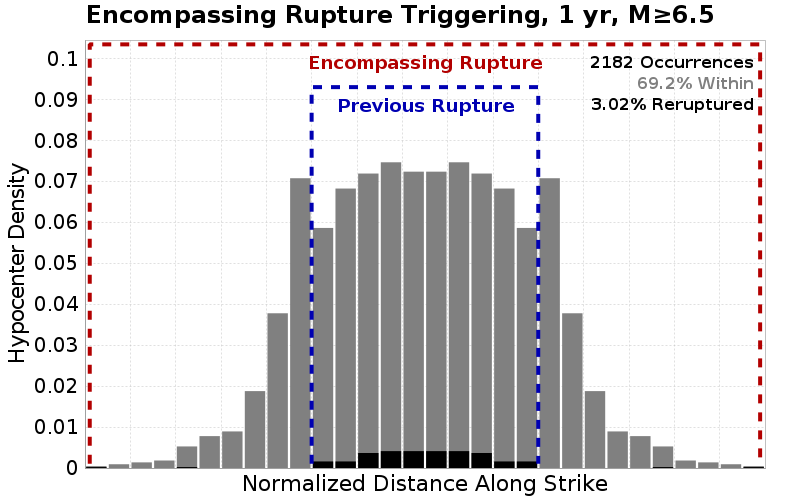 Encompassing Rupture Triggering, 1 yr, M≥6.5
Encompassing Rupture
Previous Rupture
2182 Occurrences
69.2% Within
3.02% Reruptured
Hypocenter Density
0.1
0.09
0.08
0.07
0.06
0.05
0.04
0.03
0.02
0.01
0
Normalized Distance Along Strike